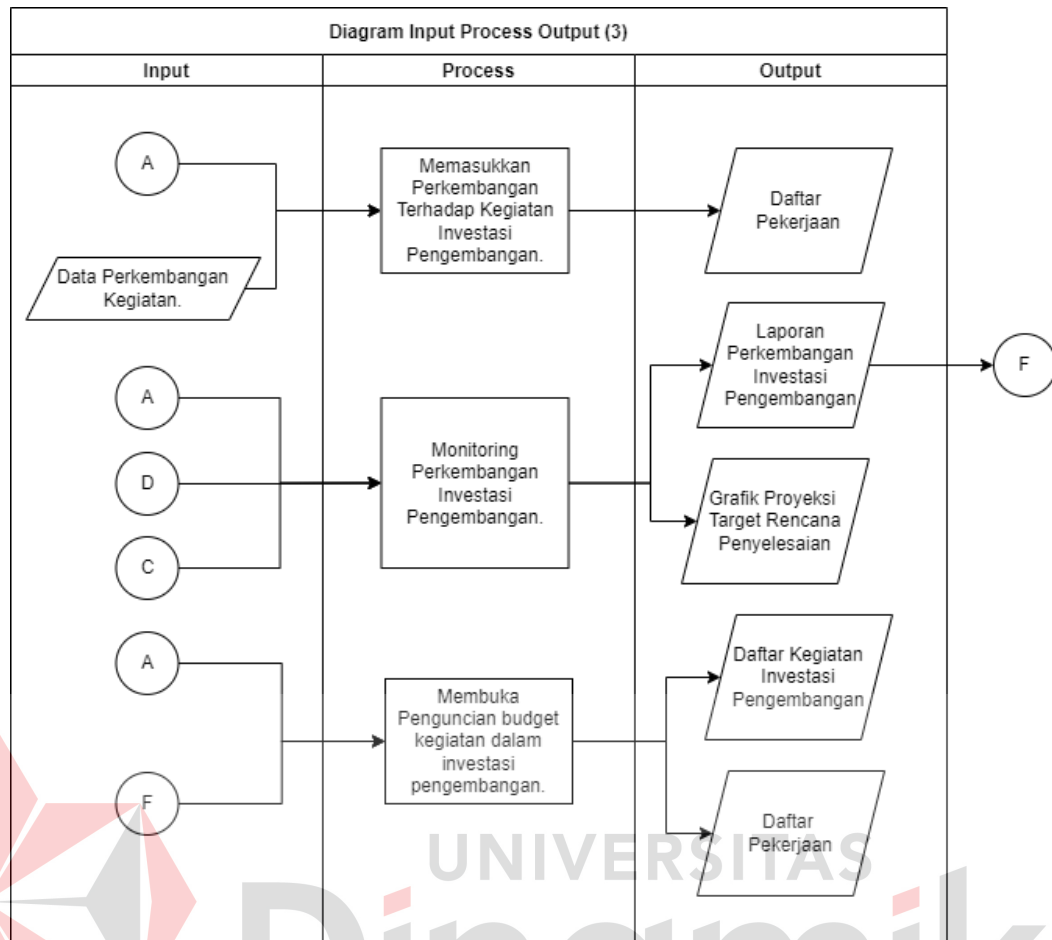 Diagram Input Process Output (3)
Input
Process
Output
A
Memasukkan
Perkembangan
Terhadap Kegiatan
Investasi
Pengembangan.
Daftar
Pekerjaan
Data Perkembangan
Kegiatan.
A
D
C
Monitoring
Perkembangan
Investasi
Pengembangan.
Laporan
Perkembangan
Investasi
Pengembangan
F
Grafik Proyeksi
Target Rencana
Penyelesaian
A
F
Membuka
Penguncian budget
kegiatan dalam
investasi
pengembangan.
Daftar Kegiatan
Investasi
Pengembangan
Daftar
Pekerjaan
UNIVERSITAS
Dinamik